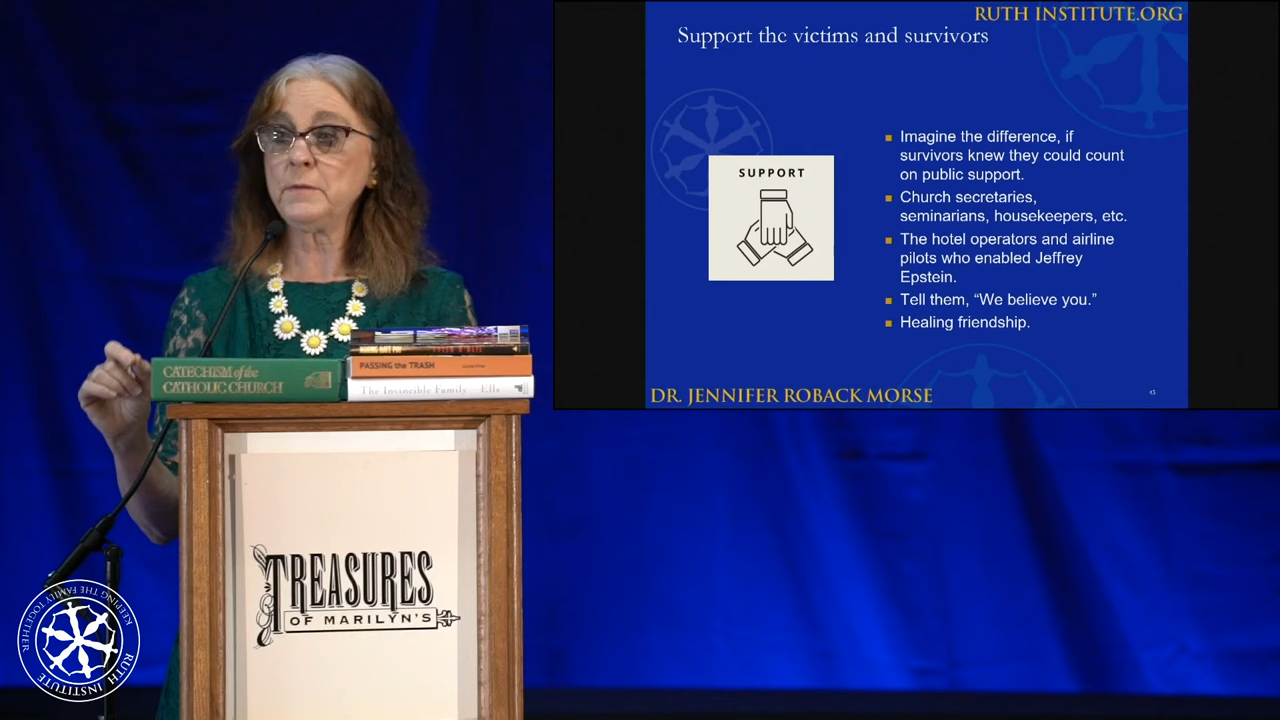 RUTH INSTITUTE.ORG
Support the victims and survivors
SUPPORT
Imagine the difference, if
survivors knew they could count
on public support.
Church secretaries,
seminarians, housekeepers, etc.
The hotel operators and airline
pilots who enabled Jeffrey
Epstein.
Tell them, “We believe you.”
Healing friendship.
DR. JENNIFER ROBACK MORSE
45
CATECHISM of the
CATHOLIC CHURCH
PASSING the TRASH
The Invincible Family Ells
TREASURES
OF MARILYN'S
KEEPING THE FAMILY TOGETHER
RUTH INSTITUTE